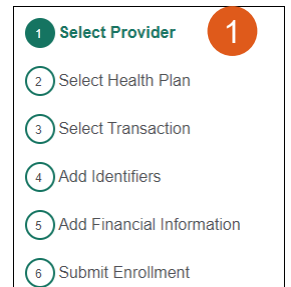 1 Select Provider 1
2 Select Health Plan
3 Select Transaction
4 Add Identifiers
5 Add Financial Information
6 Submit Enrollment